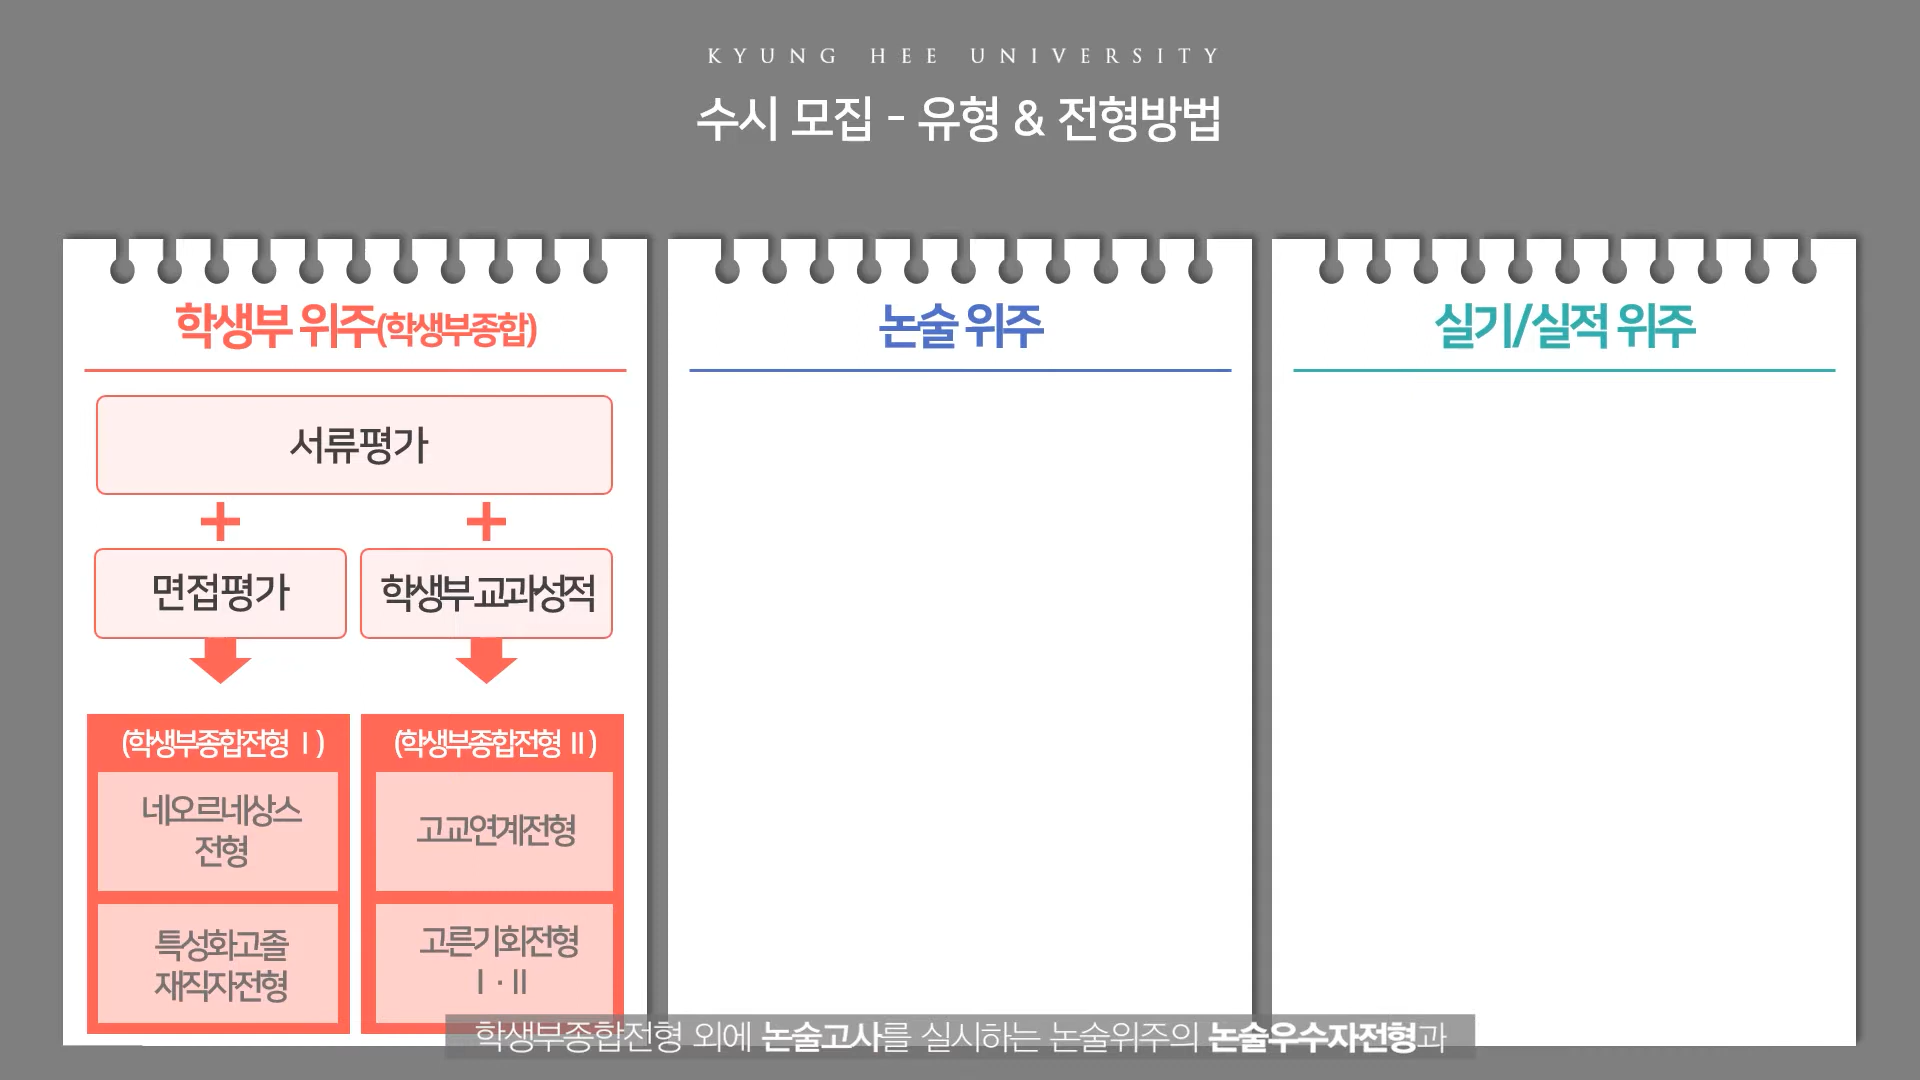 KYUNG HEE UNIVERSITY
수시 모집 - 유형 & 전형방법
학생부 위주(학생부종합)
서류평가
+
+
면접평가
학생부교과성적
(학생부종합전형 Ⅰ)
네오르네상스
전형
특성화고졸
재직자전형
(학생부종합전형 Ⅱ)
고교연계전형
고른기회전형
Ⅰ·Ⅱ
논술 위주
실기/실적 위주
학생부종합전형 외에 논술고사를 실시하는 논술위주의 논술우수자전형과